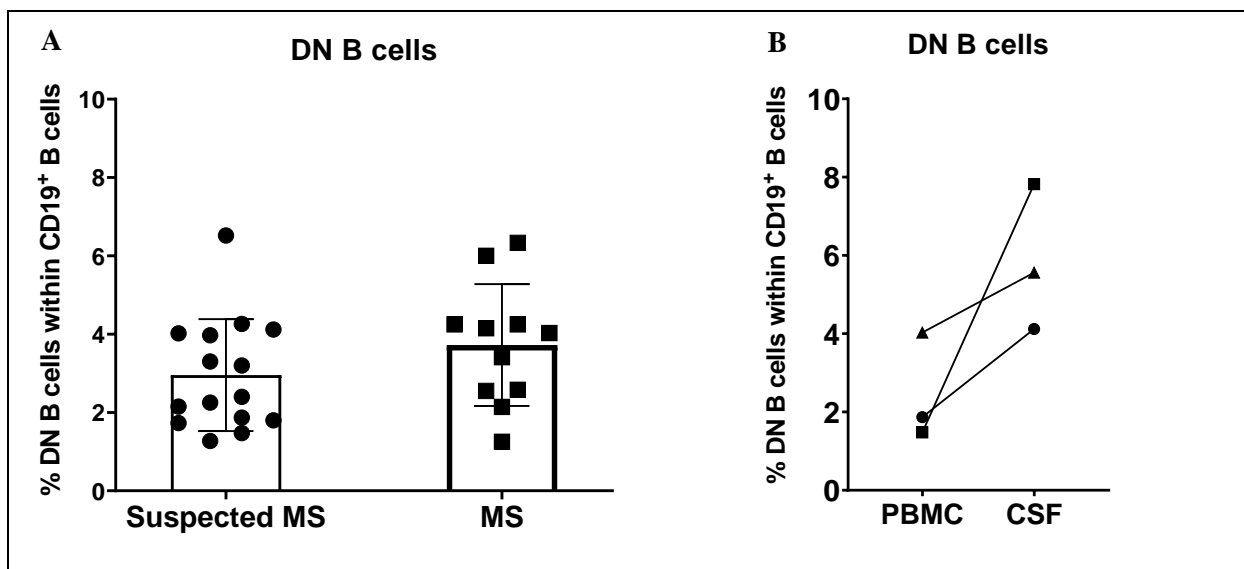 A
DN B cells
% DN B cells within CD19⁺ B cells
10
8
6
4
2
0
Suspected MS
MS
B
DN B cells
% DN B cells within CD19⁺ B cells
10
8
6
4
2
0
PBMC
CSF